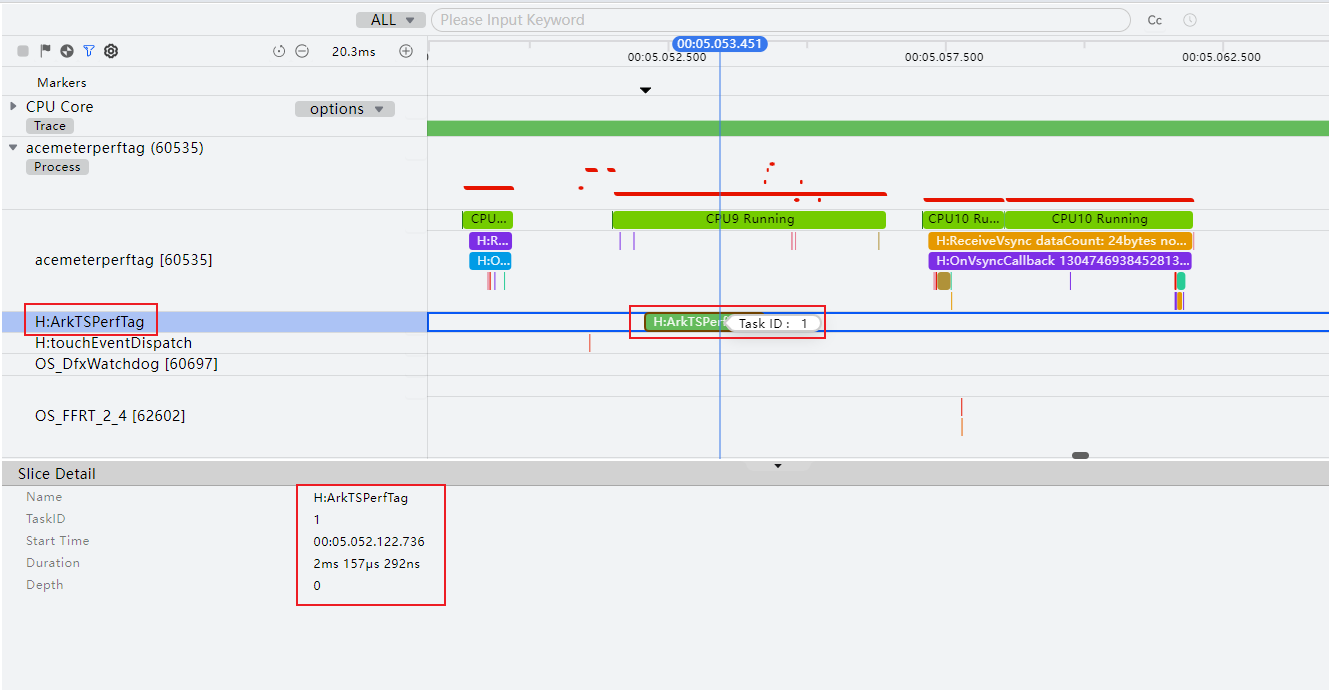 ALL Please Input Keyword Cc
20.3ms 00:05.053.451
00:05.052.500 00:05.057.500 00:05.062.500
Markers
CPU Core options
Trace
acemeterperftag (60535)
Process
CPU... CPU9 Running CPU10 Ru... CPU10 Running
H:R... H:ReceiveVsync dataCount: 24bytes no...
acemeterperftag [60535] H:O... H:OnVsyncCallback 1304746938452813...
H:ArkTSPerfTag H:ArkTSPerf Task ID : 1
H:touchEventDispatch
OS_DfxWatchdog [60697]
OS_FFRT_2_4 [62602]
Slice Detail
Name H:ArkTSPerfTag
TaskID 1
Start Time 00:05.052.122.736
Duration 2ms 157μs 292ns
Depth 0